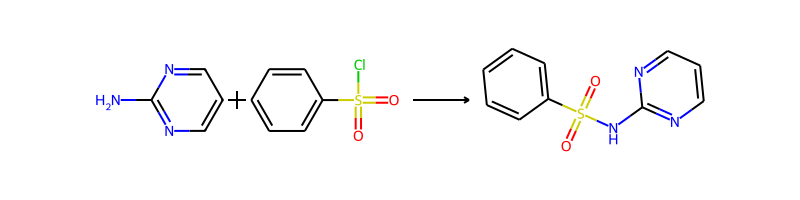 H2N N N + Cl S O O → O O S N H N N